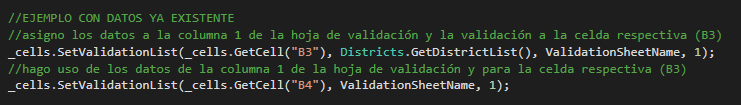 //EJEMPLO CON DATOS YA EXISTENTE
//asigno los datos a la columna 1 de la hoja de validación y la validación a la celda respectiva (B3)
_cells.SetValidationList(_cells.GetCell("B3"), Districts.GetDistrictList(), ValidationSheetName, 1);
//hago uso de los datos de la columna 1 de la hoja de validación y para la celda respectiva (B3)
_cells.SetValidationList(_cells.GetCell("B4"), ValidationSheetName, 1);